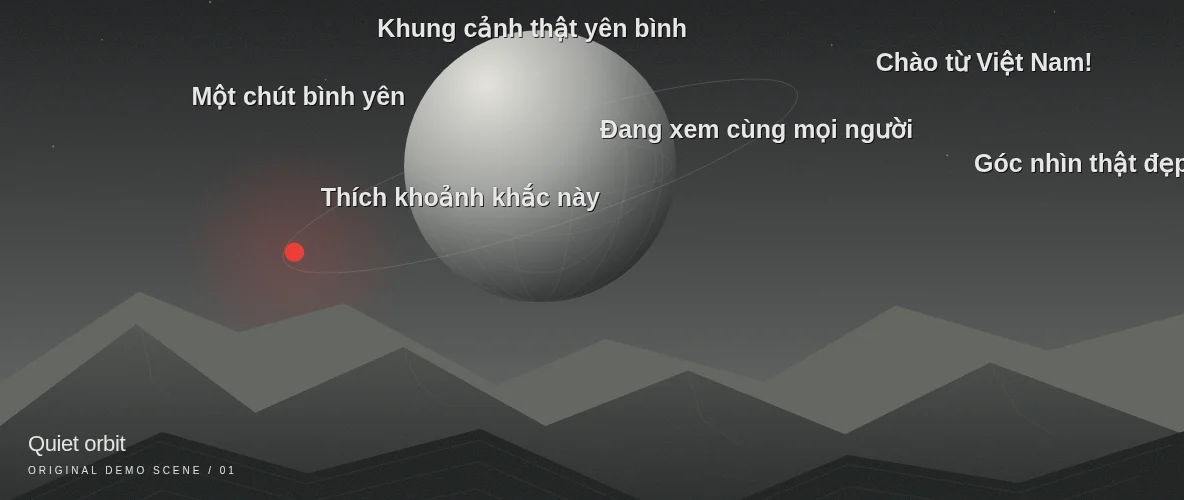 Khung cảnh thật yên bình
Chào từ Việt Nam!
Một chút bình yên
Đang xem cùng mọi người
Góc nhìn thật đẹp
Thích khoảnh khắc này
Quiet orbit
ORIGINAL DEMO SCENE / 01